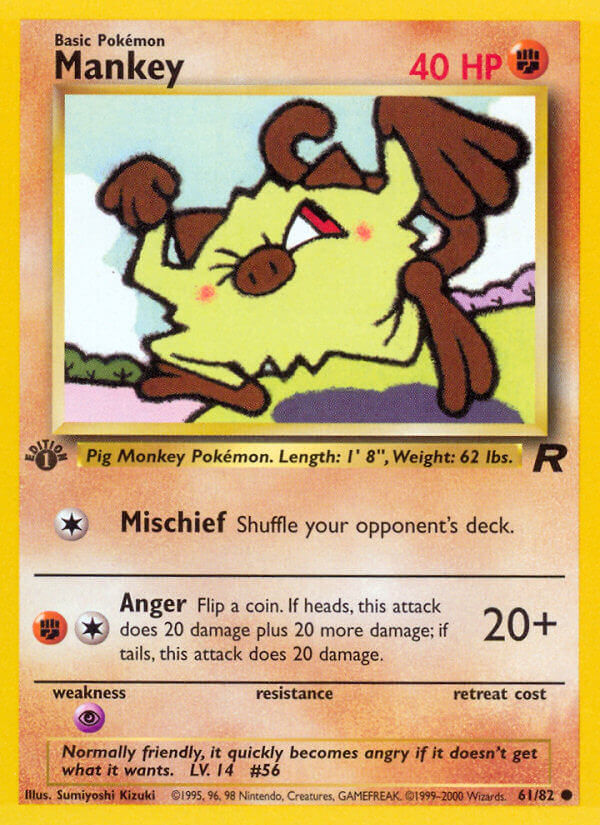 Basic Pokémon
Mankey
40 HP
EDITION
1
Pig Monkey Pokémon. Length: 1' 8", Weight: 62 lbs.
R
Mischief Shuffle your opponent's deck.
Anger Flip a coin. If heads, this attack
does 20 damage plus 20 more damage; if
tails, this attack does 20 damage.
20+
weakness resistance retreat cost
Normally friendly, it quickly becomes angry if it doesn't get
what it wants. LV. 14 #56
Illus. Sumiyoshi Kizuki ©1995, 96, 98 Nintendo, Creatures, GAMEFREAK. ©1999-2000 Wizards. 61/82